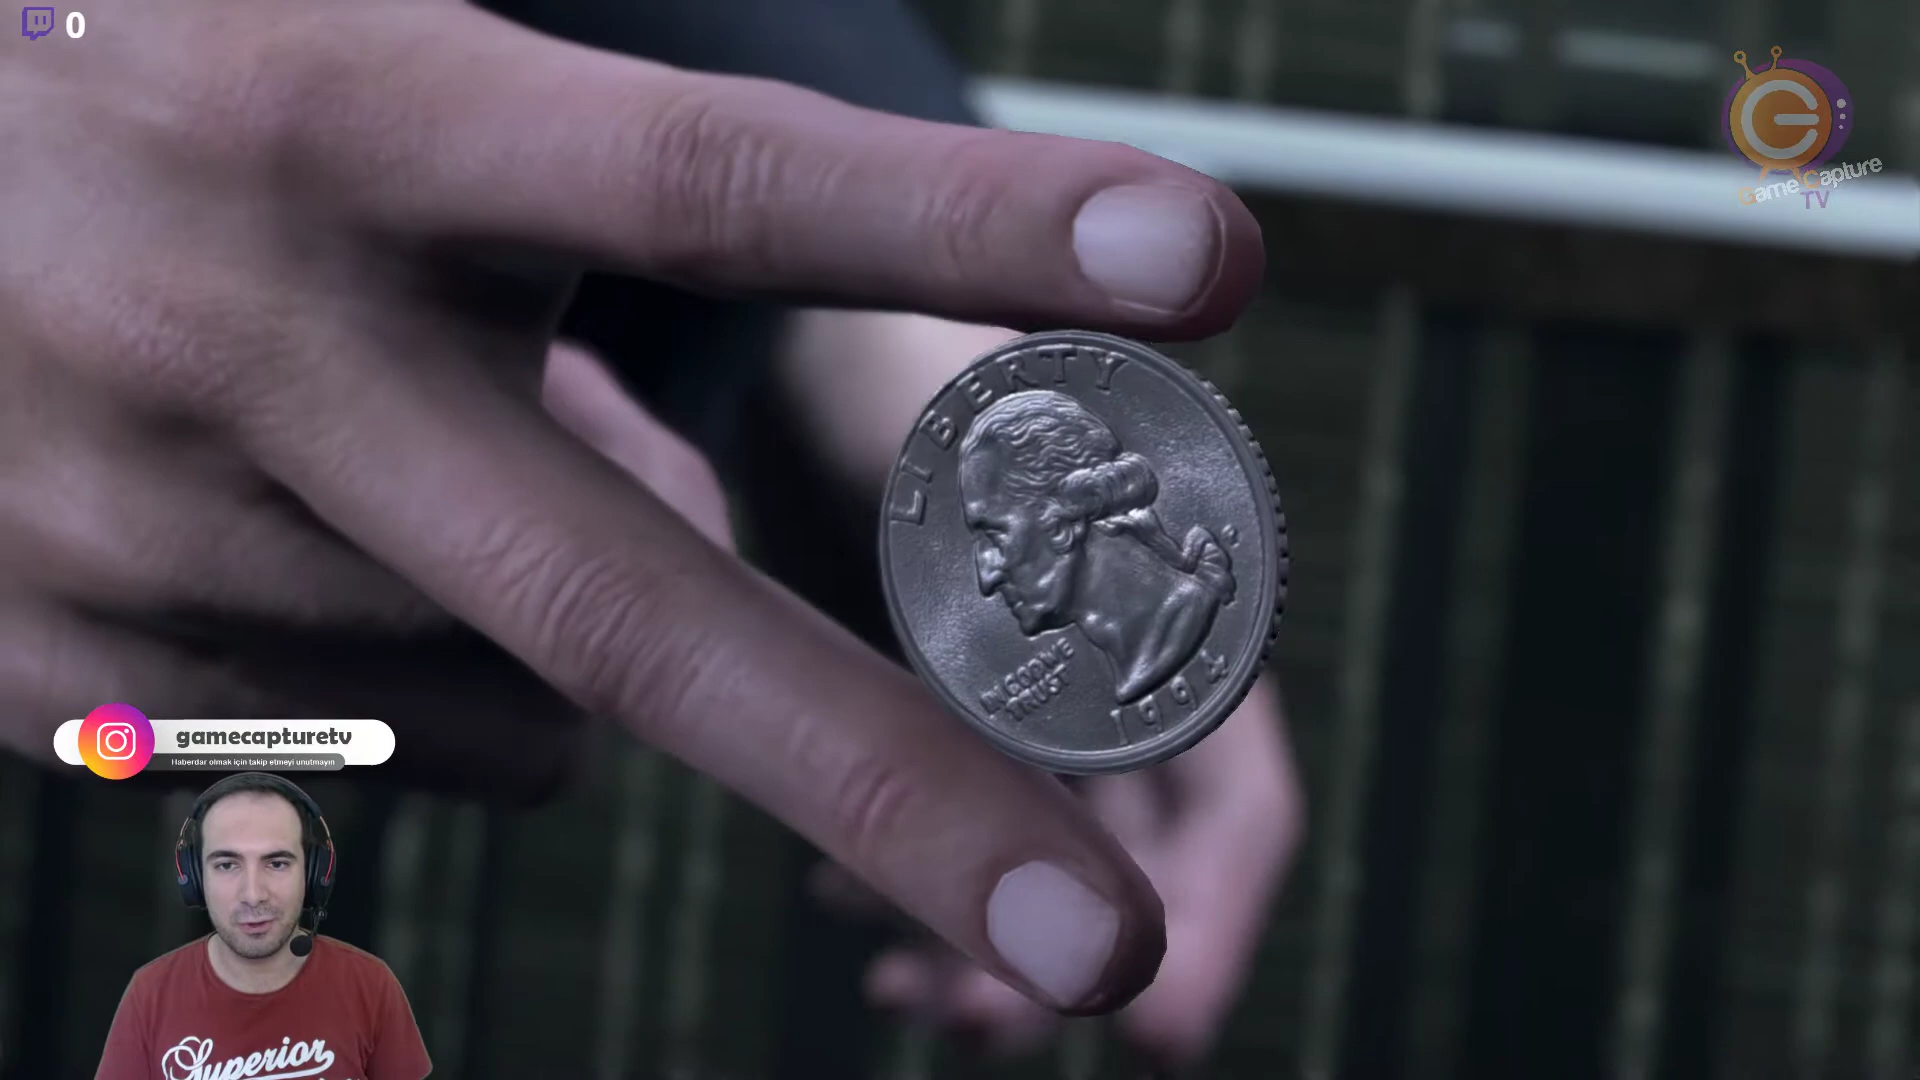 0
Game Capture
TV
LIBERTY
IN GOD WE
TRUST
1994
gamecapturetv
Haberdar olmak için takip etmeyi unutmayın
Superior